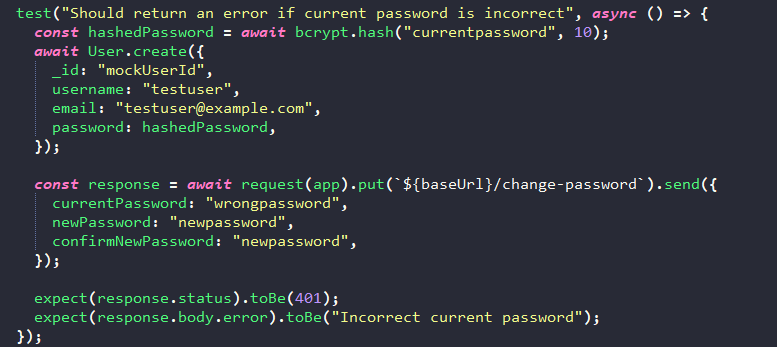 test("Should return an error if current password is incorrect", async () => {
  const hashedPassword = await bcrypt.hash("currentpassword", 10);
  await User.create({
    _id: "mockUserId",
    username: "testuser",
    email: "testuser@example.com",
    password: hashedPassword,
  });

  const response = await request(app).put(`${baseUrl}/change-password`).send({
    currentPassword: "wrongpassword",
    newPassword: "newpassword",
    confirmNewPassword: "newpassword",
  });

  expect(response.status).toBe(401);
  expect(response.body.error).toBe("Incorrect current password");
});